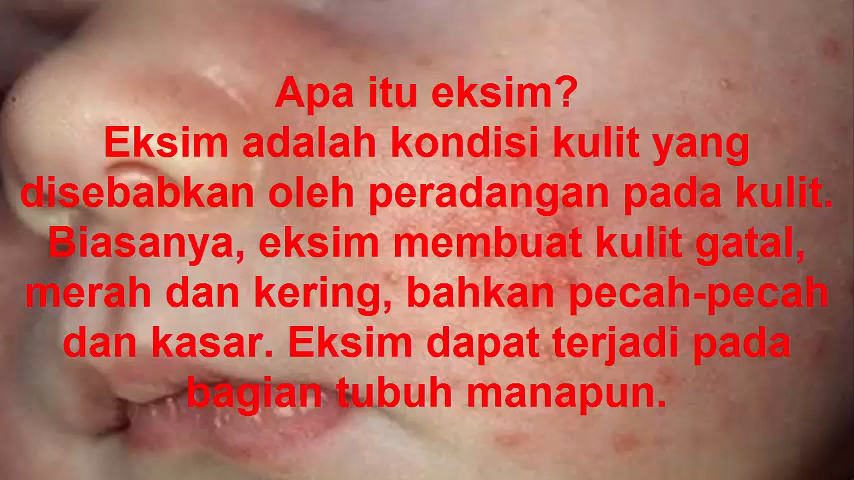 Apa itu eksim?
Eksim adalah kondisi kulit yang
disebabkan oleh peradangan pada kulit.
Biasanya, eksim membuat kulit gatal,
merah dan kering, bahkan pecah-pecah
dan kasar. Eksim dapat terjadi pada
bagian tubuh manapun.